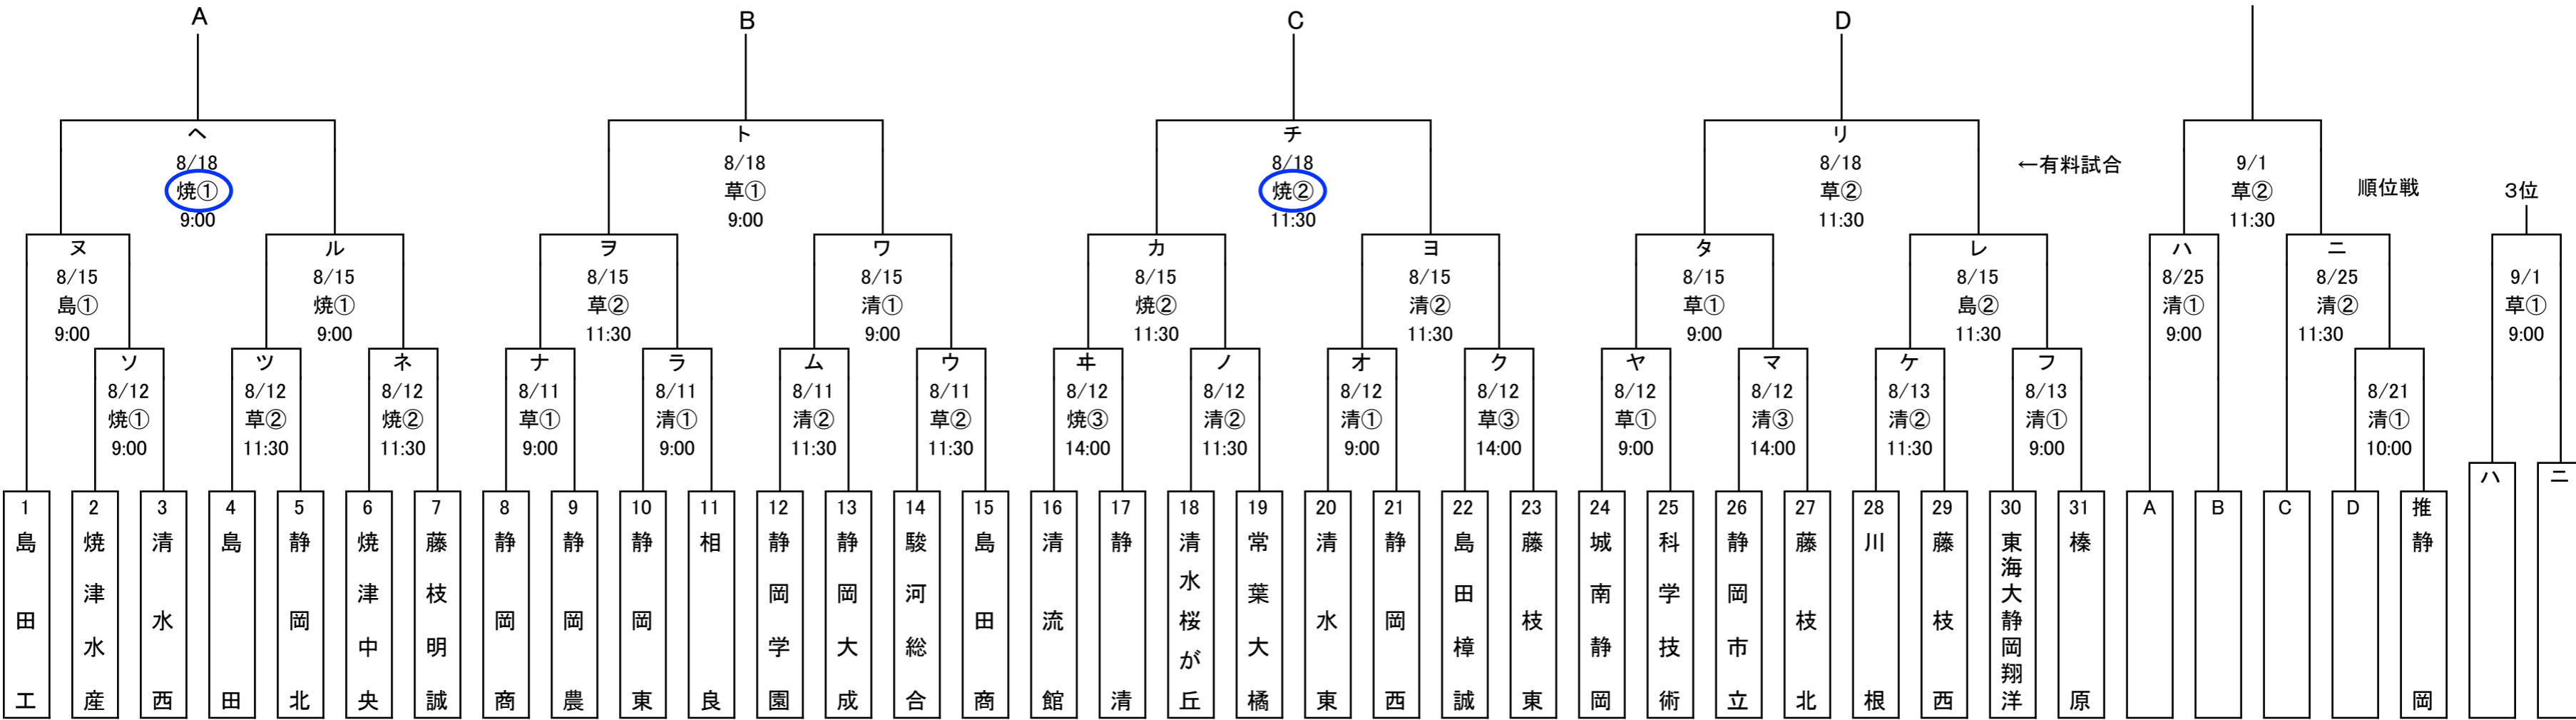 A B C D
ヘ ト チ リ
8/18 8/18 8/18 8/18 ←有料試合 9/1
焼① 草① 焼② 草② 草② 順位戦 3位
9:00 9:00 11:30 11:30 11:30
ヌ ル ヲ ワ カ ヨ タ レ ハ ニ
8/15 8/15 8/15 8/15 8/15 8/15 8/15 8/15 8/25 8/25 9/1
島① 焼① 草② 清① 焼② 清② 草① 島② 清① 清② 草①
9:00 9:00 11:30 9:00 11:30 11:30 9:00 11:30 9:00 11:30 9:00
ソ ツ ネ ナ ラ ム ウ ヰ ノ オ ク ヤ マ ケ フ
8/12 8/12 8/12 8/11 8/11 8/11 8/11 8/12 8/12 8/12 8/12 8/12 8/12 8/13 8/13 8/21
焼① 草② 焼② 草① 清① 清② 草② 焼③ 清② 清① 草③ 草① 清③ 清② 清① 清①
9:00 11:30 11:30 9:00 9:00 11:30 11:30 14:00 11:30 9:00 14:00 9:00 14:00 11:30 9:00 10:00
1 島田工
2 焼津水産
3 清水西
4 島田
5 静岡北
6 焼津中央
7 藤枝明誠
8 静岡商
9 静岡農
10 静岡東
11 相良
12 静岡学園
13 静岡大成
14 駿河総合
15 島田商
16 清流館
17 静清
18 清水桜が丘
19 常葉大橘
20 清水東
21 静岡西
22 島田樟誠
23 藤枝東
24 城南静岡
25 科学技術
26 静岡市立
27 藤枝北
28 川根
29 藤枝西
30 東海大静岡翔洋
31 榛原
A
B
C
D
推 静岡
ハ
ニ